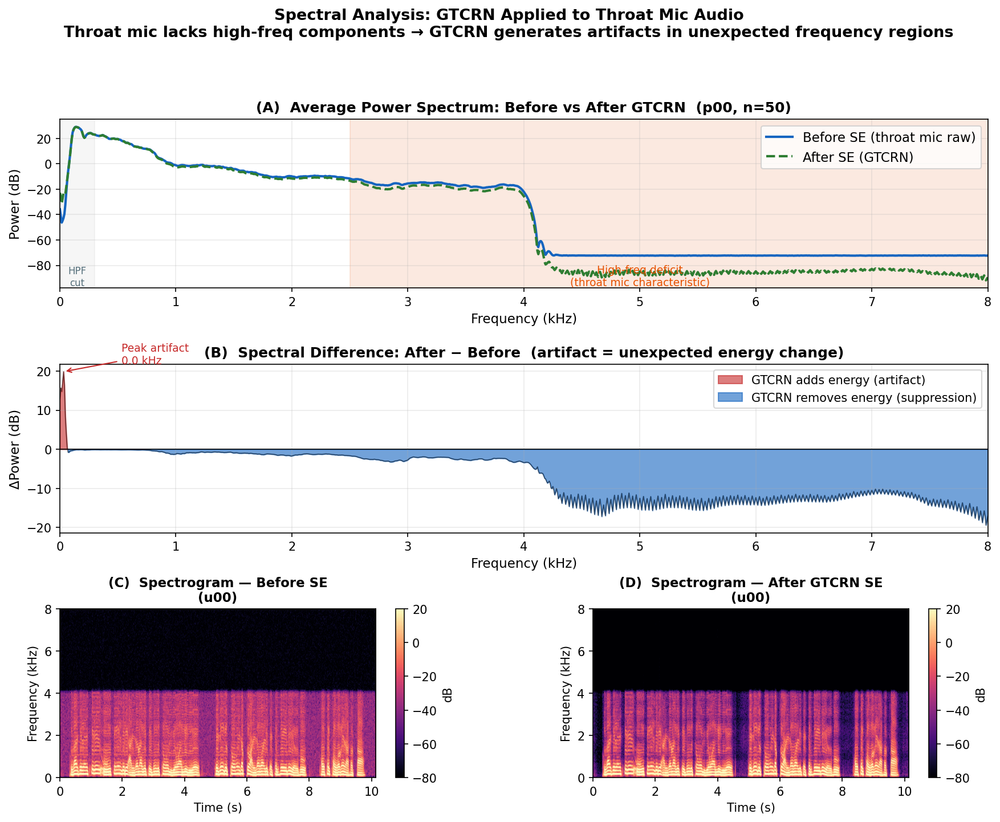 Spectral Analysis: GTCRN Applied to Throat Mic Audio
Throat mic lacks high-freq components → GTCRN generates artifacts in unexpected frequency regions
(A)  Average Power Spectrum: Before vs After GTCRN  (p00, n=50)
Power (dB)
20
0
−20
−40
−60
−80
Before SE (throat mic raw)
After SE (GTCRN)
HPF
cut
High-freq deficit
(throat mic characteristic)
0 1 2 3 4 5 6 7 8
Frequency (kHz)
Peak artifact
0.0 kHz
(B)  Spectral Difference: After − Before  (artifact = unexpected energy change)
ΔPower (dB)
20
10
0
−10
−20
GTCRN adds energy (artifact)
GTCRN removes energy (suppression)
0 1 2 3 4 5 6 7 8
Frequency (kHz)
(C)  Spectrogram — Before SE
(u00)
Frequency (kHz)
8
6
4
2
0
0 2 4 6 8 10
Time (s)
20
0
−20
−40
−60
−80
dB
(D)  Spectrogram — After GTCRN SE
(u00)
Frequency (kHz)
8
6
4
2
0
0 2 4 6 8 10
Time (s)
20
0
−20
−40
−60
−80
dB